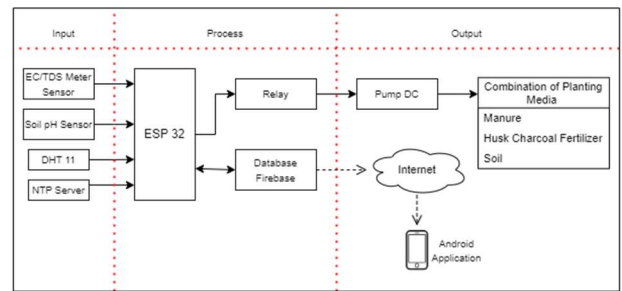 Input
Process
Output
EC/TDS Meter
Sensor
Soil pH Sensor
DHT 11
NTP Server
ESP 32
Relay
Database
Firebase
Pump DC
Internet
Android
Application
Combination of Planting
Media
Manure
Husk Charcoal Fertilizer
Soil